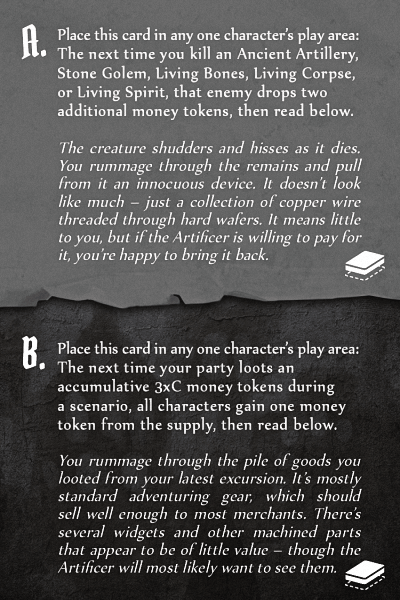 A. Place this card in any one character's play area:
The next time you kill an Ancient Artillery,
Stone Golem, Living Bones, Living Corpse,
or Living Spirit, that enemy drops two
additional money tokens, then read below.
The creature shudders and hisses as it dies.
You rummage through the remains and pull
from it an innocuous device. It doesn't look
like much – just a collection of copper wire
threaded through hard wafers. It means little
to you, but if the Artificer is willing to pay for
it, you're happy to bring it back.
B. Place this card in any one character's play area:
The next time your party loots an
accumulative 3xC money tokens during
a scenario, all characters gain one money
token from the supply, then read below.
You rummage through the pile of goods you
looted from your latest excursion. It's mostly
standard adventuring gear, which should
sell well enough to most merchants. There's
several widgets and other machined parts
that appear to be of little value – though the
Artificer will most likely want to see them.